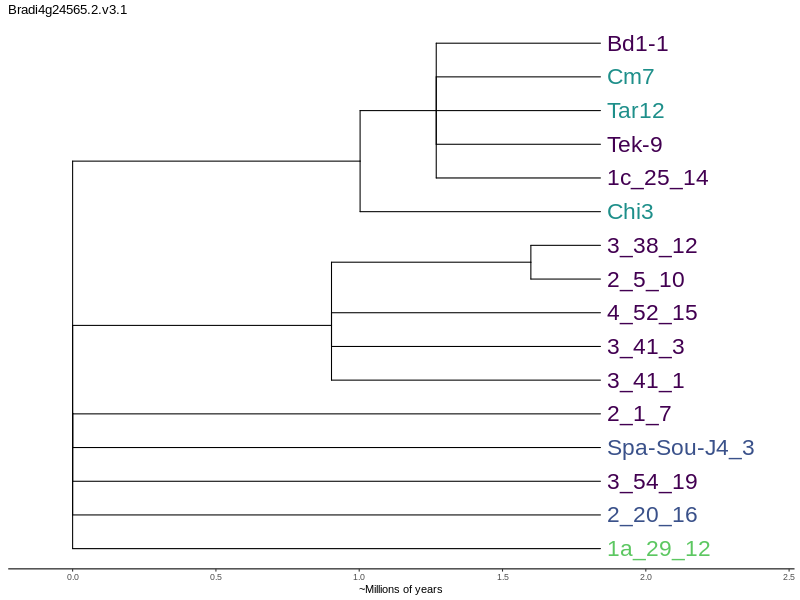 Bradi4g24565.2.v3.1
Bd1-1
Cm7
Tar12
Tek-9
1c_25_14
Chi3
3_38_12
2_5_10
4_52_15
3_41_3
3_41_1
2_1_7
Spa-Sou-J4_3
3_54_19
2_20_16
1a_29_12
0.0 0.5 1.0 1.5 2.0 2.5
~Millions of years